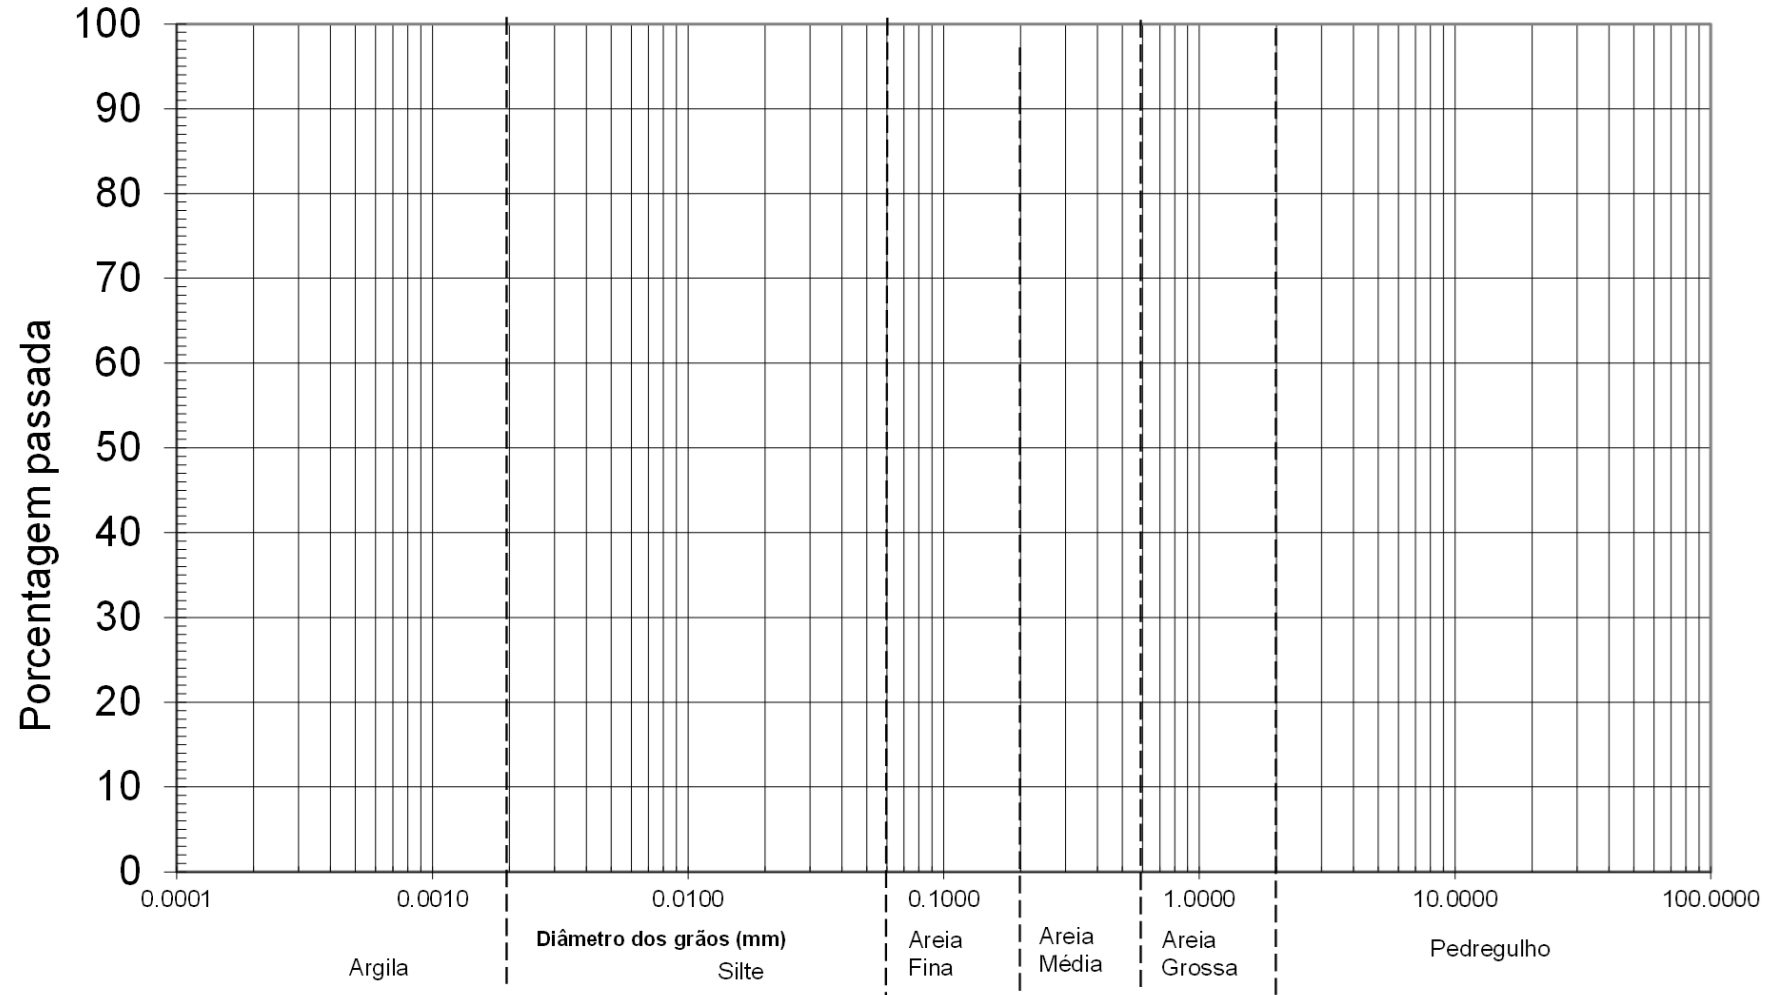 Porcentagem passada
100
90
80
70
60
50
40
30
20
10
0
0.0001 0.0010 0.0100 0.1000 1.0000 10.0000 100.0000
Diâmetro dos grãos (mm)
Argila
Silte
Areia
Fina
Areia
Média
Areia
Grossa
Pedregulho